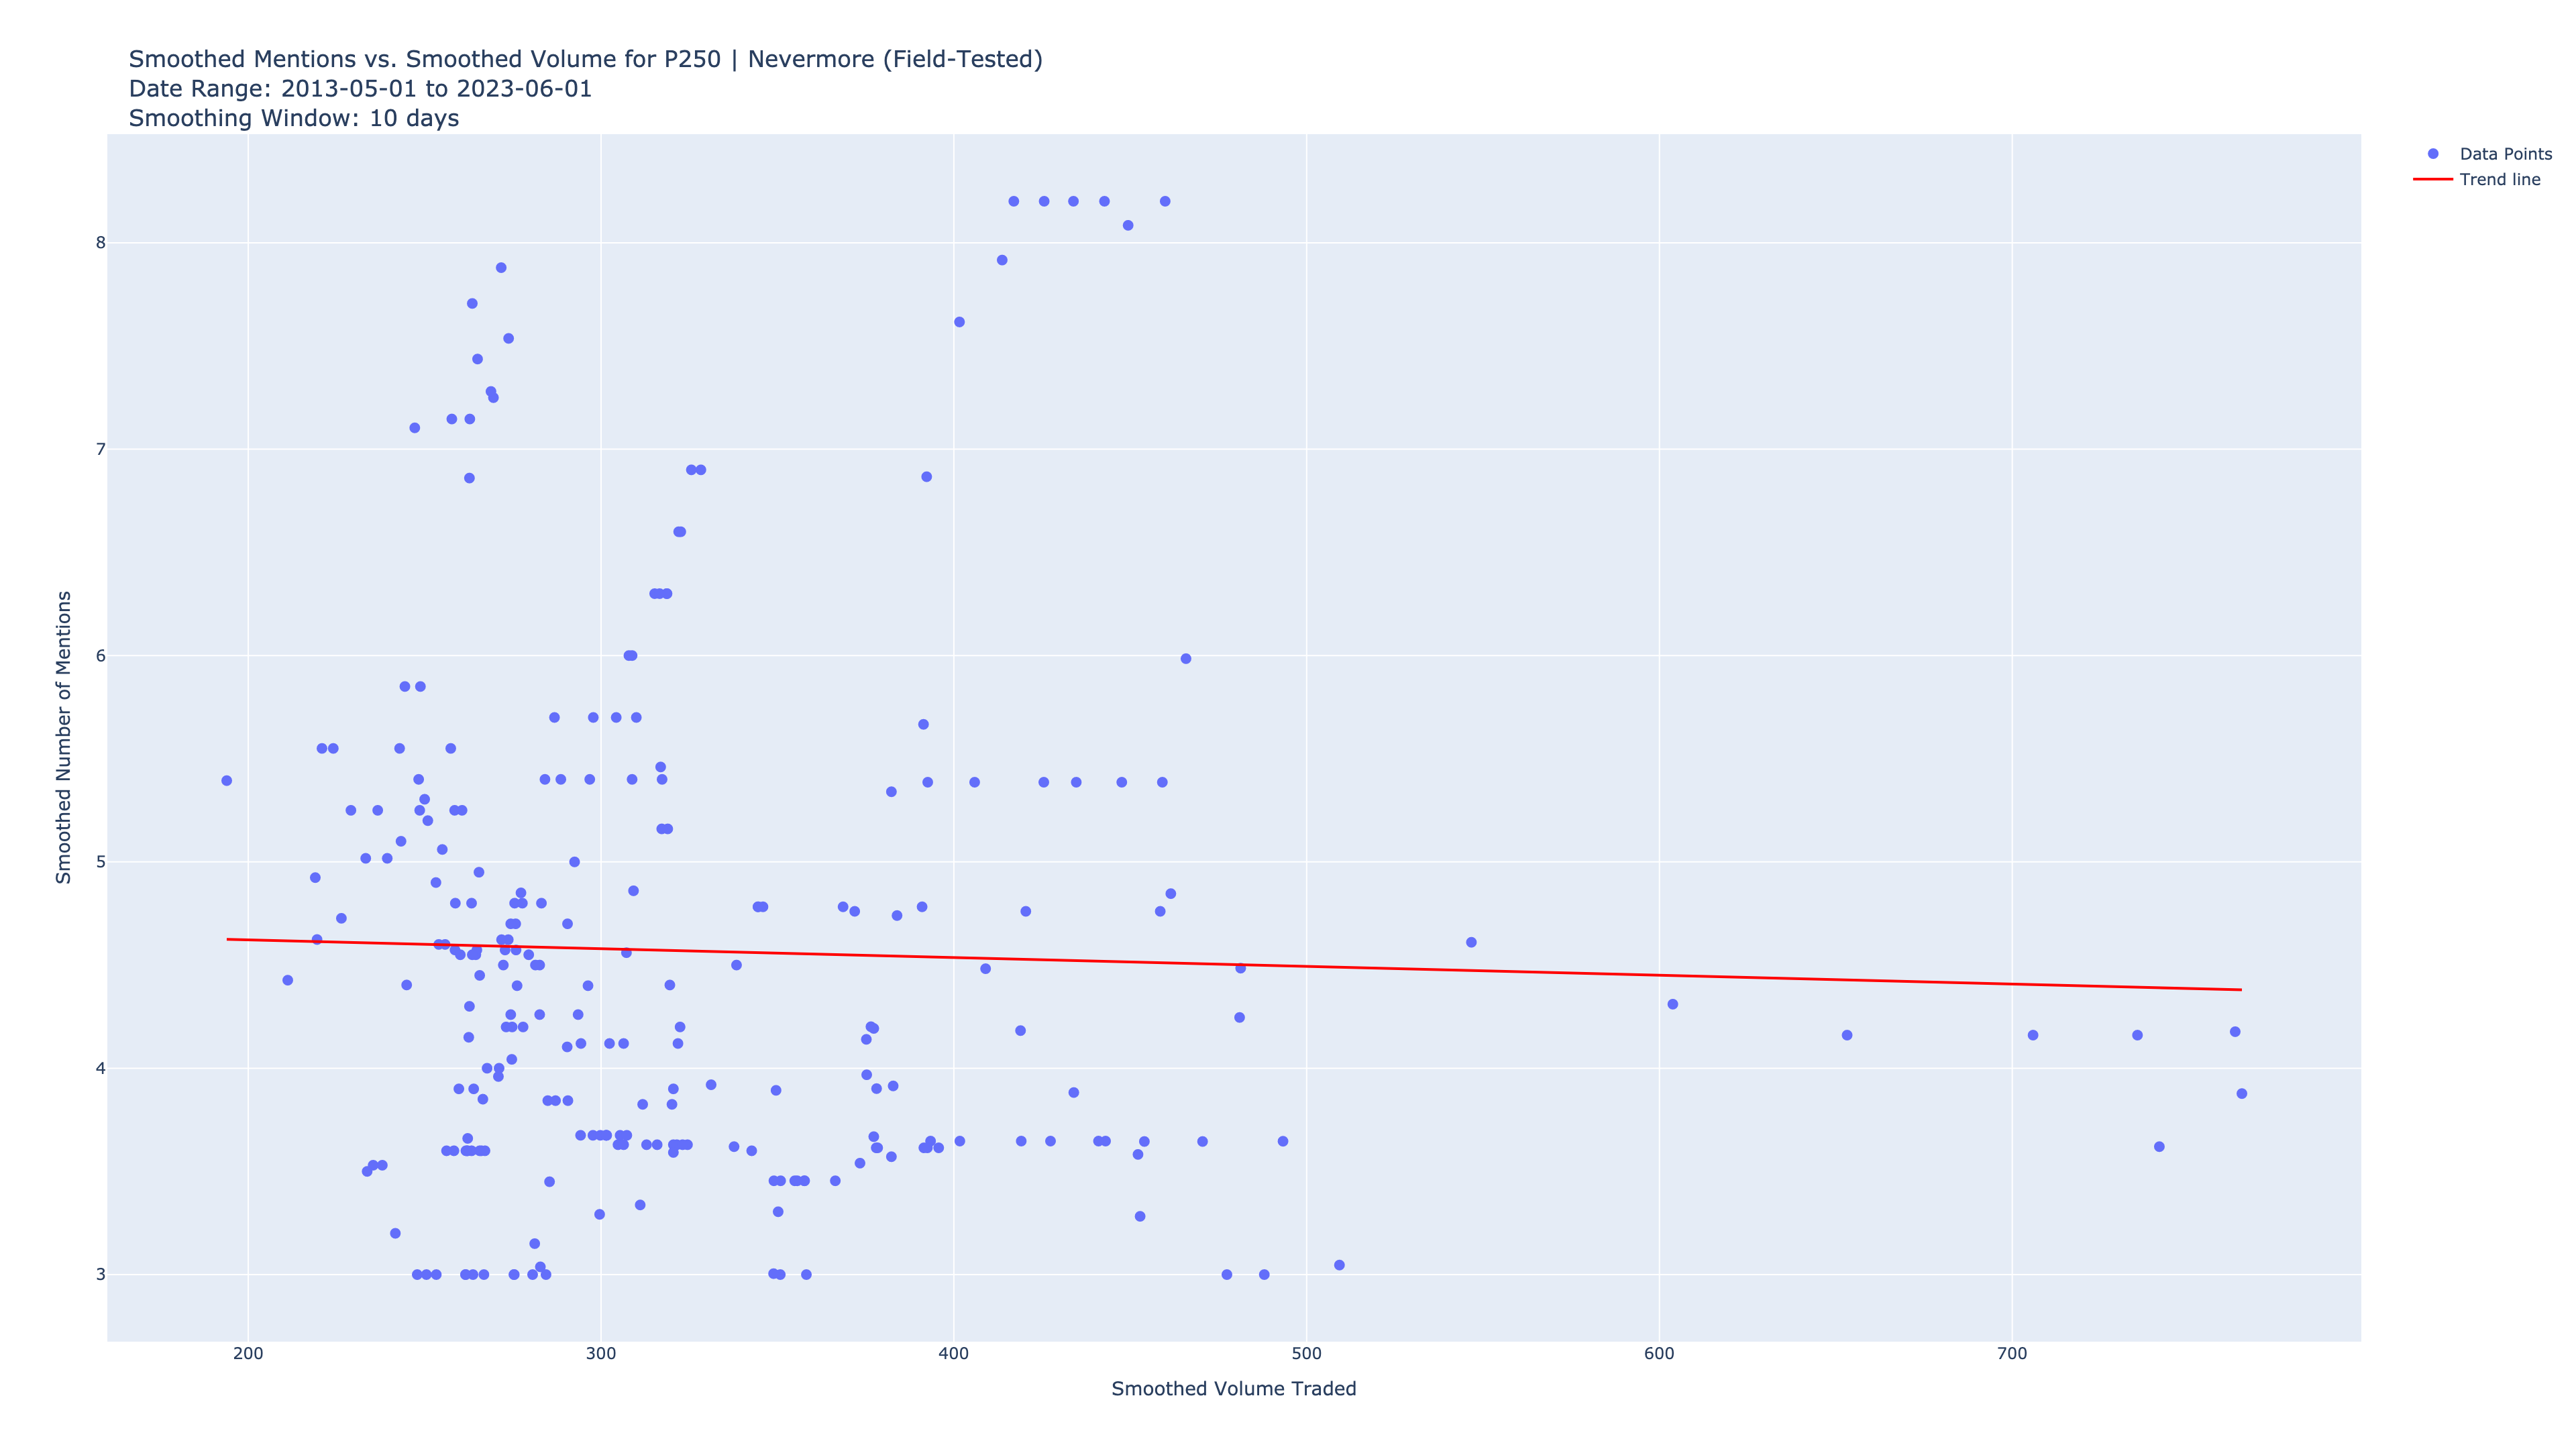 Smoothed Mentions vs. Smoothed Volume for P250 | Nevermore (Field-Tested)
Date Range: 2013-05-01 to 2023-06-01
Smoothing Window: 10 days
Data Points
Trend line
8
7
6
5
4
3
Smoothed Number of Mentions
200
300
400
500
600
700
Smoothed Volume Traded